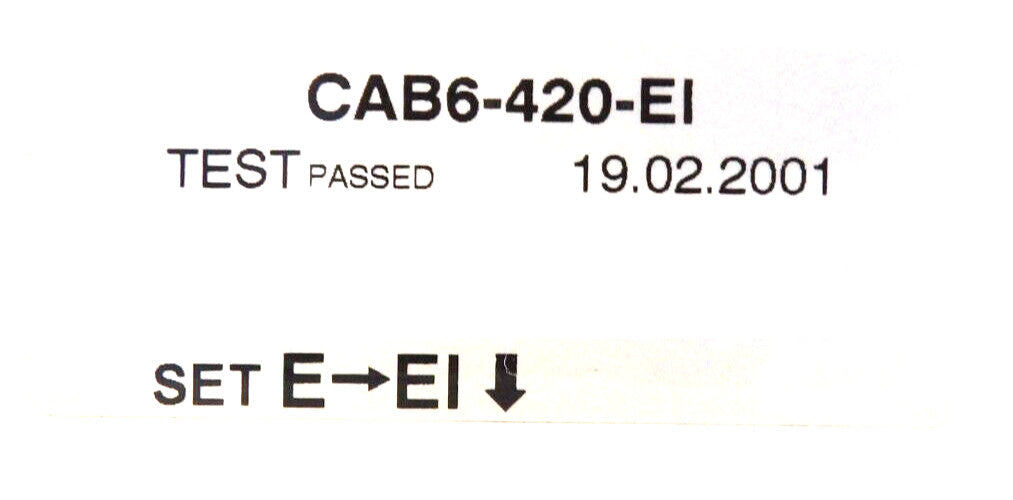 CAB6-420-EI
TEST PASSED 19.02.2001
SET E→EI ⬇